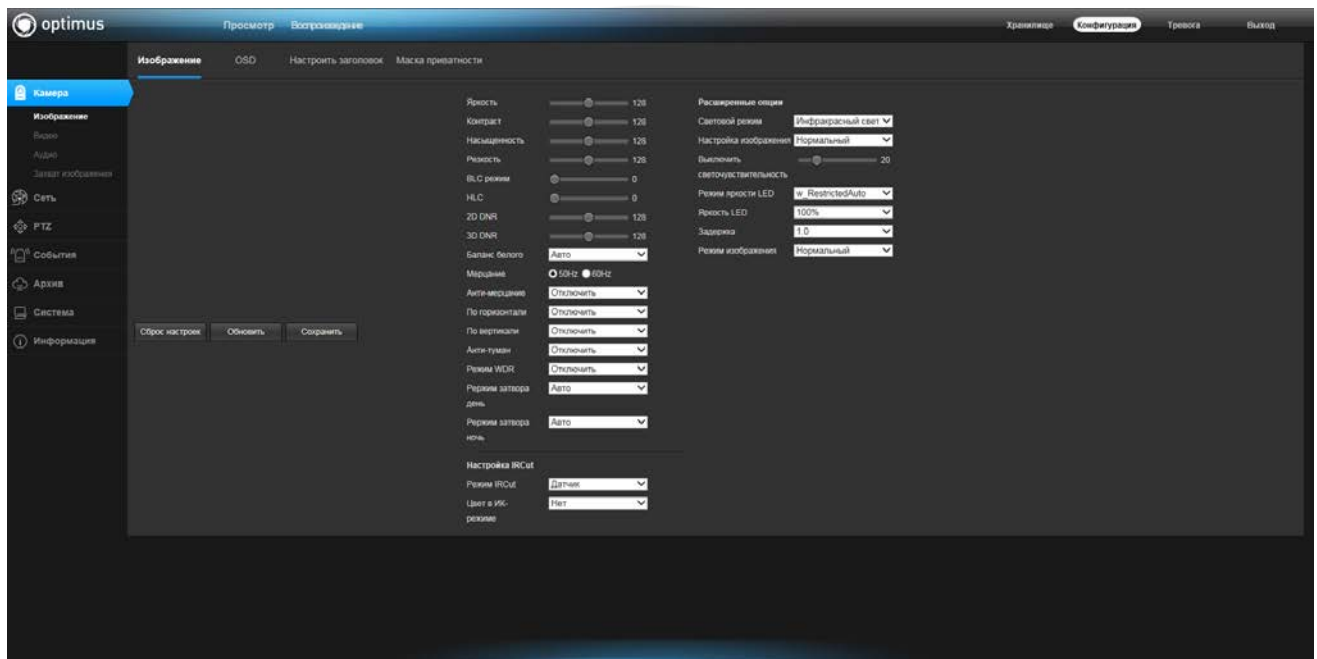 optimus
Просмотр Воспроизведение
Хранилище Конфигурация Тревога Выход
Изображение OSD Настроить заголовок Маска приватности
Камера
Изображение
Видео
Аудио
Захват изображения
Сеть
PTZ
События
Архив
Система
Информация
Сброс настроек Обновить Сохранить
Яркость 128
Контраст 128
Насыщенность 128
Резкость 128
BLC режим 0
HLC 0
2D DNR 128
3D DNR 128
Баланс белого Авто
Мерцание 50Hz 60Hz
Анти-мерцание Отключить
По горизонтали Отключить
По вертикали Отключить
Анти-туман Отключить
Режим WDR Отключить
Рержим затвора Авто
день
Рержим затвора Авто
ночь
Настройка IRCut
Режим IRCut Датчик
Цвет в ИК- Нет
режиме
Расширенные опции
Световой режим Инфракрасный свет
Настройка изображения Нормальный
Выключить 20
светочувствительность
Режим яркости LED w_RestrictedAuto
Яркость LED 100%
Задержка 1.0
Режим изображения Нормальный